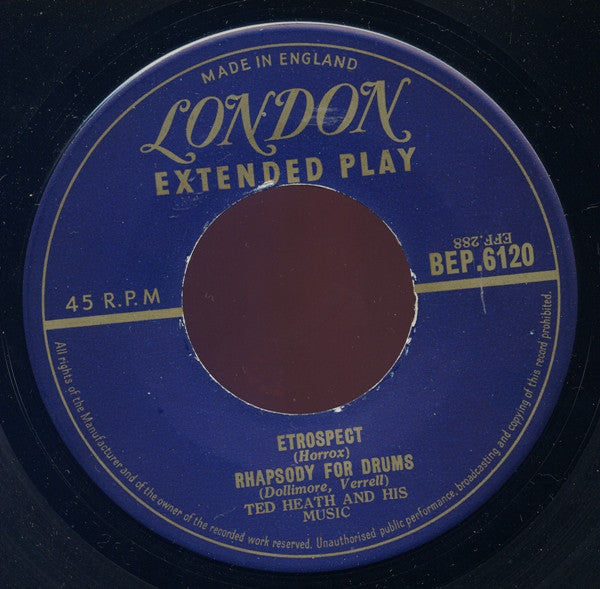 MADE IN ENGLAND
LONDON
EXTENDED PLAY
EFF.288
BEP.6120
45 R.P.M
ETROSPECT
(Horrox)
RHAPSODY FOR DRUMS
(Dollimore, Verrell)
TED HEATH AND HIS
MUSIC
All rights of the Manufacturer and of the owner of the recorded work reserved. Unauthorised public performance, broadcasting and copying of this record prohibited.